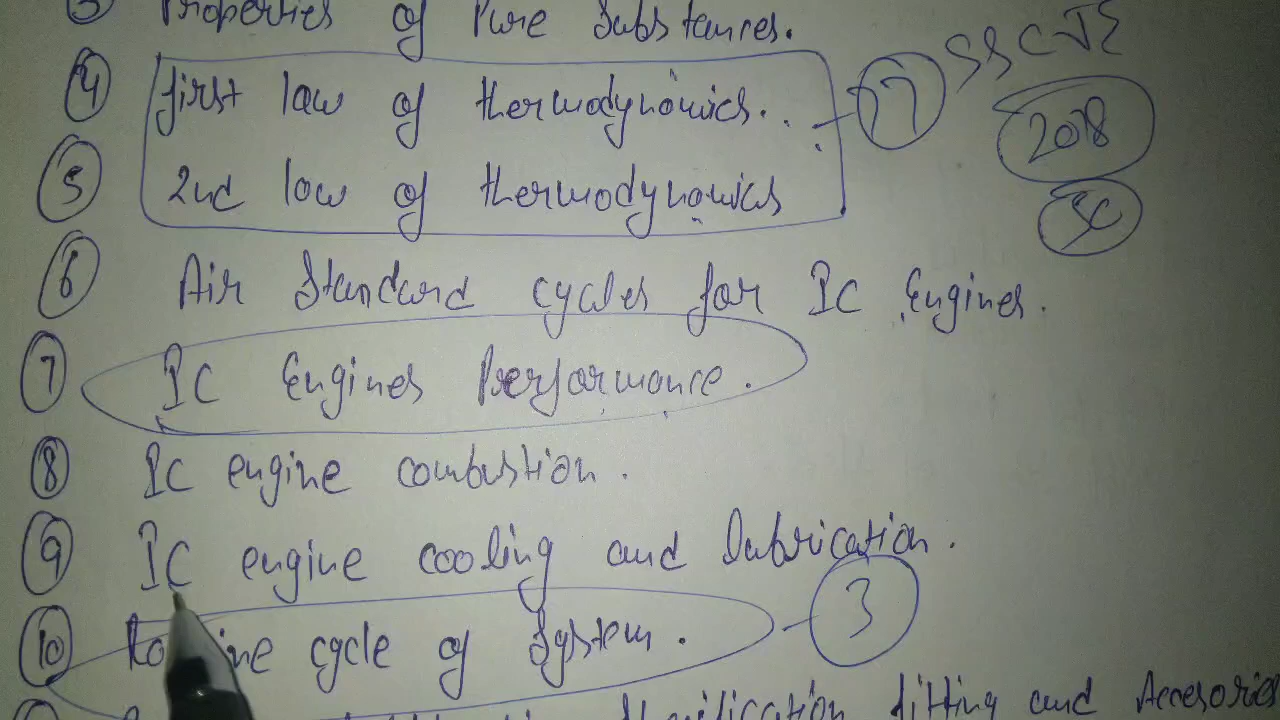 ③ Properties of Pure Substances.
④ first law of thermodynamics..
17
SSC JE
2018
⑤ 2nd law of thermodynamics
⑥ Air Standard cycles for IC Engines.
⑦ IC Engines Performance.
⑧ IC engine combustion.
⑨ IC engine cooling and Lubrication.
⑩ cycle of System.
3
fitting and Accesories